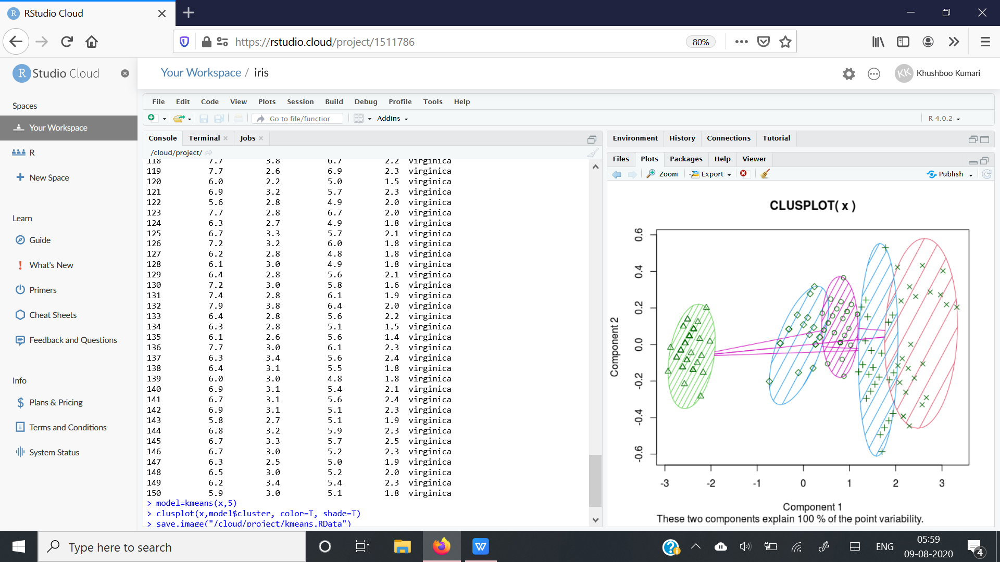 RStudio Cloud
https://rstudio.cloud/project/1511786
80%
R Studio Cloud
Your Workspace / iris
KK Khushboo Kumari
Spaces
Your Workspace
R
New Space
Learn
Guide
What's New
Primers
Cheat Sheets
Feedback and Questions
Info
Plans & Pricing
Terms and Conditions
System Status
File Edit Code View Plots Session Build Debug Profile Tools Help
Go to file/function
Addins
R 4.0.2
Console Terminal Jobs
/cloud/project/
118 7.7 3.8 6.7 2.2 virginica
119 7.7 2.6 6.9 2.3 virginica
120 6.0 2.2 5.0 1.5 virginica
121 6.9 3.2 5.7 2.3 virginica
122 5.6 2.8 4.9 2.0 virginica
123 7.7 2.8 6.7 2.0 virginica
124 6.3 2.7 4.9 1.8 virginica
125 6.7 3.3 5.7 2.1 virginica
126 7.2 3.2 6.0 1.8 virginica
127 6.2 2.8 4.8 1.8 virginica
128 6.1 3.0 4.9 1.8 virginica
129 6.4 2.8 5.6 2.1 virginica
130 7.2 3.0 5.8 1.6 virginica
131 7.4 2.8 6.1 1.9 virginica
132 7.9 3.8 6.4 2.0 virginica
133 6.4 2.8 5.6 2.2 virginica
134 6.3 2.8 5.1 1.5 virginica
135 6.1 2.6 5.6 1.4 virginica
136 7.7 3.0 6.1 2.3 virginica
137 6.3 3.4 5.6 2.4 virginica
138 6.4 3.1 5.5 1.8 virginica
139 6.0 3.0 4.8 1.8 virginica
140 6.9 3.1 5.4 2.1 virginica
141 6.7 3.1 5.6 2.4 virginica
142 6.9 3.1 5.1 2.3 virginica
143 5.8 2.7 5.1 1.9 virginica
144 6.8 3.2 5.9 2.3 virginica
145 6.7 3.3 5.7 2.5 virginica
146 6.7 3.0 5.2 2.3 virginica
147 6.3 2.5 5.0 1.9 virginica
148 6.5 3.0 5.2 2.0 virginica
149 6.2 3.4 5.4 2.3 virginica
150 5.9 3.0 5.1 1.8 virginica
> model=kmeans(x,5)
> clusplot(x,model$cluster, color=T, shade=T)
> save.image("/cloud/project/kmeans.RData")
Environment History Connections Tutorial
Files Plots Packages Help Viewer
Zoom Export Publish
CLUSPLOT( x )
0.6
0.4
0.2
0.0
-0.2
-0.4
-0.6
Component 2
-3 -2 -1 0 1 2 3
Component 1
These two components explain 100 % of the point variability.
Type here to search
ENG
05:59
09-08-2020
4